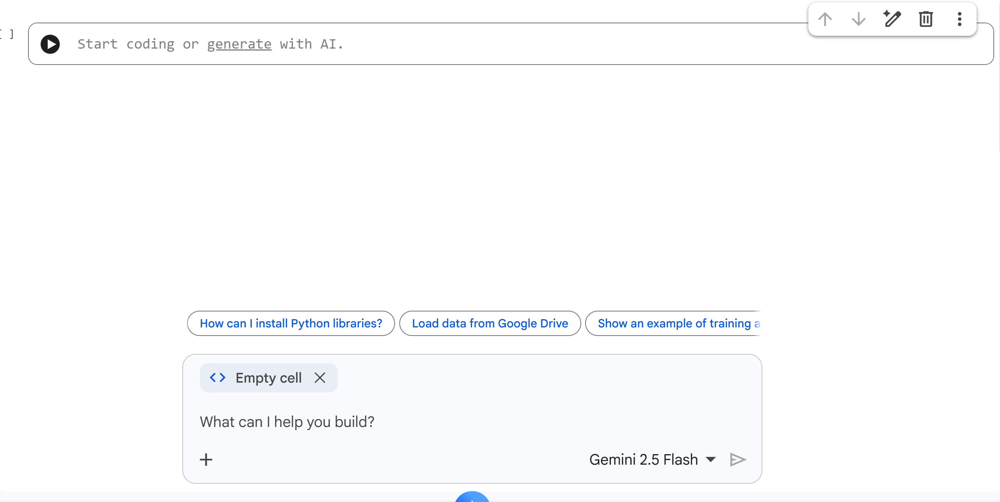 [ ]
Start coding or generate with AI.
How can I install Python libraries?
Load data from Google Drive
Show an example of training a
Empty cell
What can I help you build?
Gemini 2.5 Flash